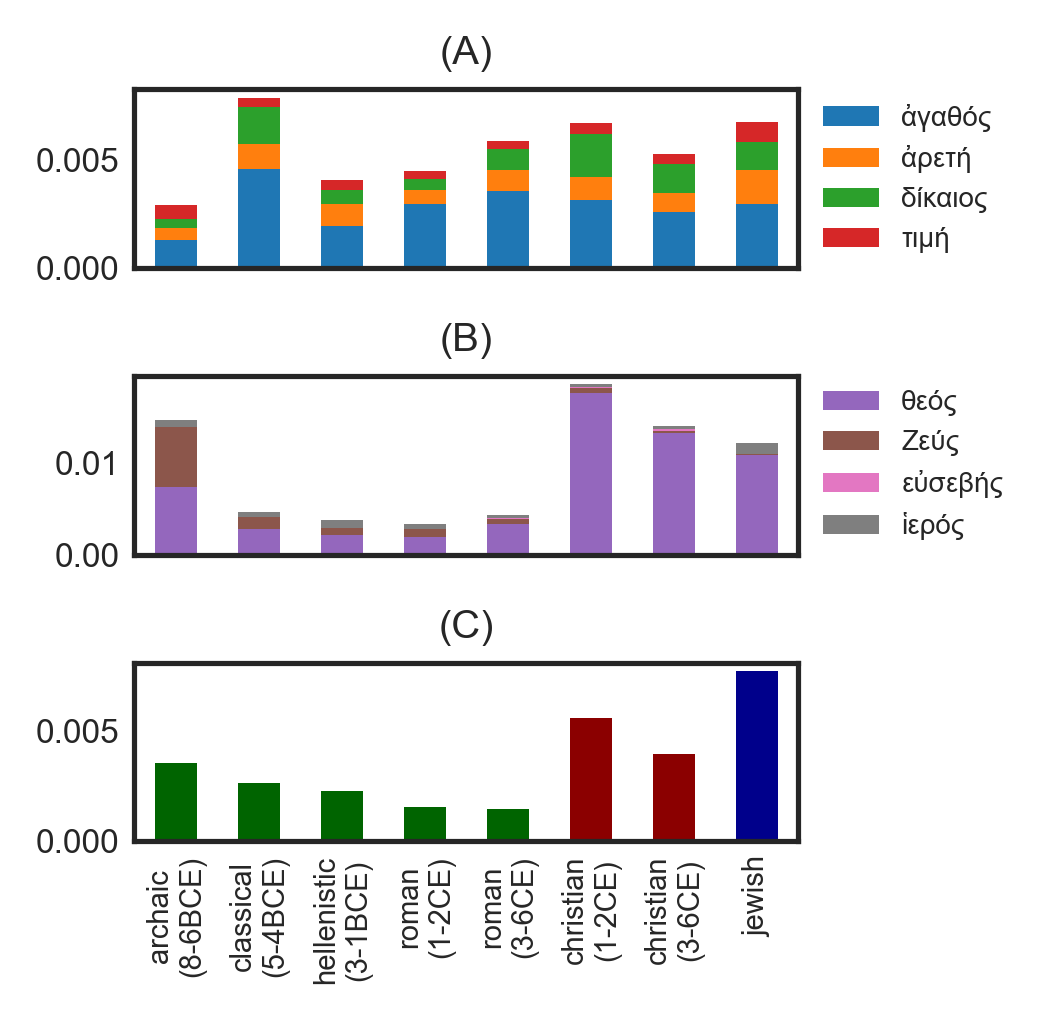 (A)
0.005
0.000
ἀγαθός
ἀρετή
δίκαιος
τιμή
(B)
0.01
0.00
θεός
Ζεύς
εὐσεβής
ἱερός
(C)
0.005
0.000
archaic
(8-6BCE)
classical
(5-4BCE)
hellenistic
(3-1BCE)
roman
(1-2CE)
roman
(3-6CE)
christian
(1-2CE)
christian
(3-6CE)
jewish